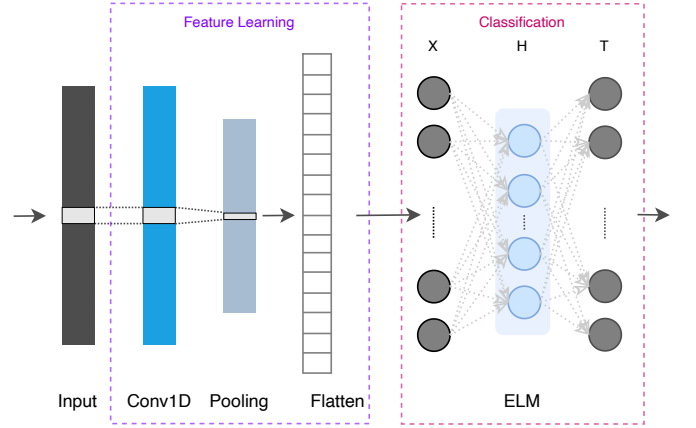 Feature Learning
Classification
X H T
Input Conv1D Pooling Flatten ELM